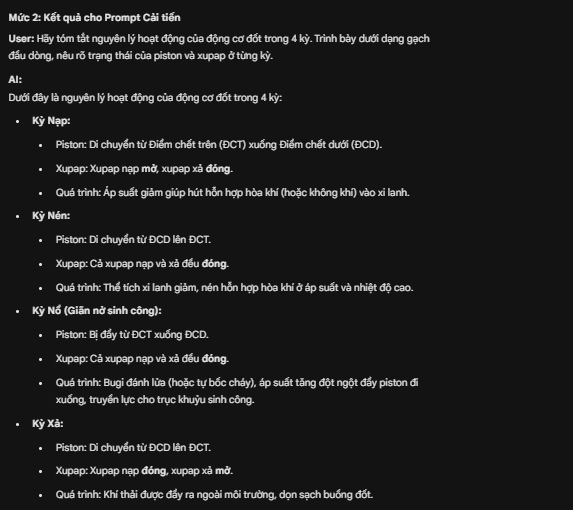 Mức 2: Kết quả cho Prompt Cải tiến
User: Hãy tóm tắt nguyên lý hoạt động của động cơ đốt trong 4 kỳ. Trình bày dưới dạng gạch
đầu dòng, nêu rõ trạng thái của piston và xupap ở từng kỳ.
AI:
Dưới đây là nguyên lý hoạt động của động cơ đốt trong 4 kỳ:
• Kỳ Nạp:
• Piston: Di chuyển từ Điểm chết trên (ĐCT) xuống Điểm chết dưới (ĐCD).
• Xupap: Xupap nạp mở, xupap xả đóng.
• Quá trình: Áp suất giảm giúp hút hỗn hợp hòa khí (hoặc không khí) vào xi lanh.
• Kỳ Nén:
• Piston: Di chuyển từ ĐCD lên ĐCT.
• Xupap: Cả xupap nạp và xả đều đóng.
• Quá trình: Thể tích xi lanh giảm, nén hỗn hợp hòa khí ở áp suất và nhiệt độ cao.
• Kỳ Nổ (Giãn nở sinh công):
• Piston: Bị đẩy từ ĐCT xuống ĐCD.
• Xupap: Cả xupap nạp và xả đều đóng.
• Quá trình: Bugi đánh lửa (hoặc tự bốc cháy), áp suất tăng đột ngột đẩy piston đi
xuống, truyền lực cho trục khuỷu sinh công.
• Kỳ Xả:
• Piston: Di chuyển từ ĐCD lên ĐCT.
• Xupap: Xupap nạp đóng, xupap xả mở.
• Quá trình: Khí thải được đẩy ra ngoài môi trường, dọn sạch buồng đốt.